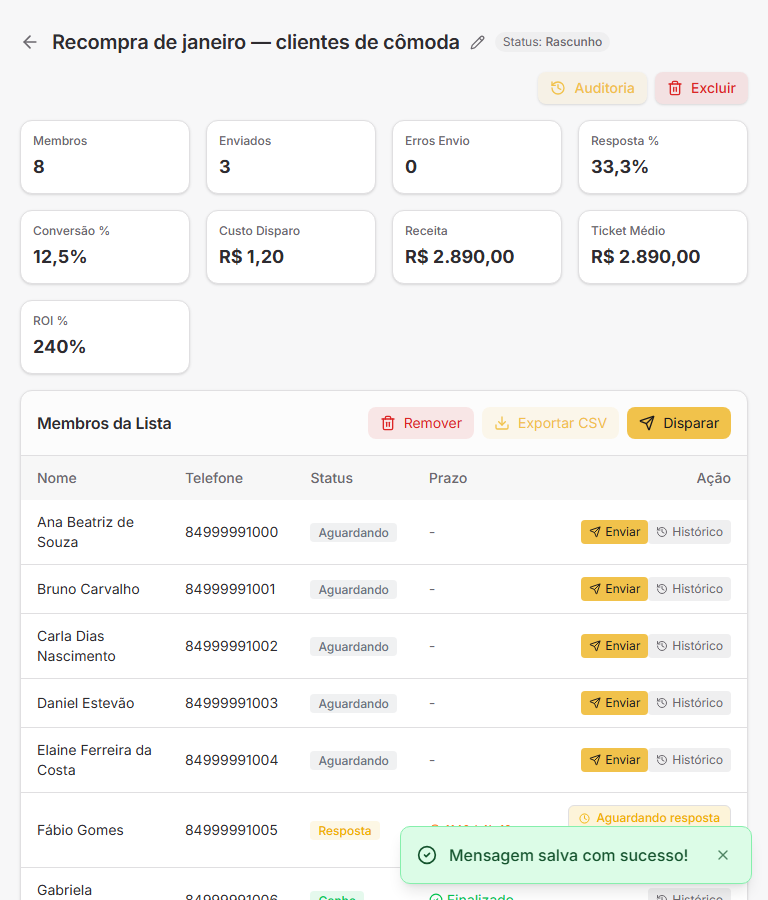 Recompra de janeiro — clientes de cômoda
Status: Rascunho
Auditoria
Excluir
Membros
8
Enviados
3
Erros Envio
0
Resposta %
33,3%
Conversão %
12,5%
Custo Disparo
R$ 1,20
Receita
R$ 2.890,00
Ticket Médio
R$ 2.890,00
ROI %
240%
Membros da Lista
Remover
Exportar CSV
Disparar
Nome Telefone Status Prazo Ação
Ana Beatriz de
Souza
84999991000 Aguardando - Enviar Histórico
Bruno Carvalho 84999991001 Aguardando - Enviar Histórico
Carla Dias
Nascimento
84999991002 Aguardando - Enviar Histórico
Daniel Estevão 84999991003 Aguardando - Enviar Histórico
Elaine Ferreira da
Costa
84999991004 Aguardando - Enviar Histórico
Fábio Gomes 84999991005 Resposta Aguardando resposta
Mensagem salva com sucesso!
Gabriela
84999991006 Ganho Finalizado Histórico